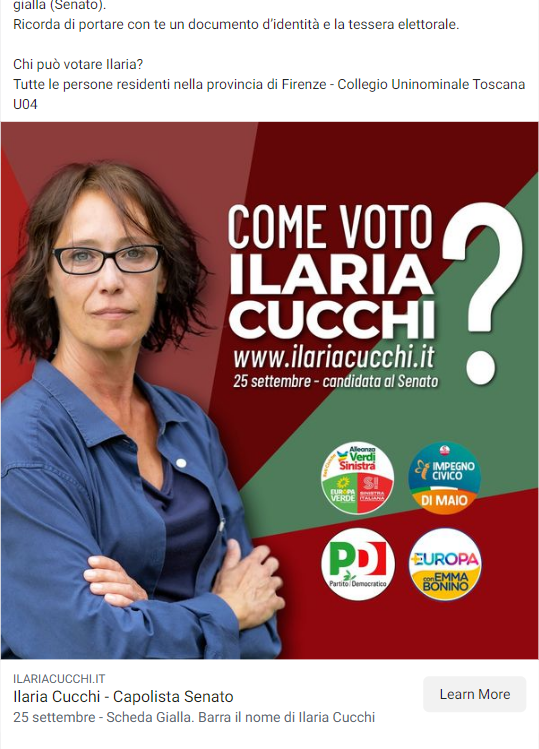 gialla (Senato).
Ricorda di portare con te un documento d'identità e la tessera elettorale.
Chi può votare Ilaria?
Tutte le persone residenti nella provincia di Firenze - Collegio Uninominale Toscana
U04
COME VOTO
ILARIA
CUCCHI
?
www.ilariacucchi.it
25 settembre - candidata al Senato
Alleanza
Verdi
Sinistra
EUROPA
VERDE
SI
SINISTRA
ITALIANA
IMPEGNO
CIVICO
DI MAIO
PD
Partito Democratico
+EUROPA
con EMMA
BONINO
ILARIACUCCHI.IT
Ilaria Cucchi - Capolista Senato
25 settembre - Scheda Gialla. Barra il nome di Ilaria Cucchi
Learn More